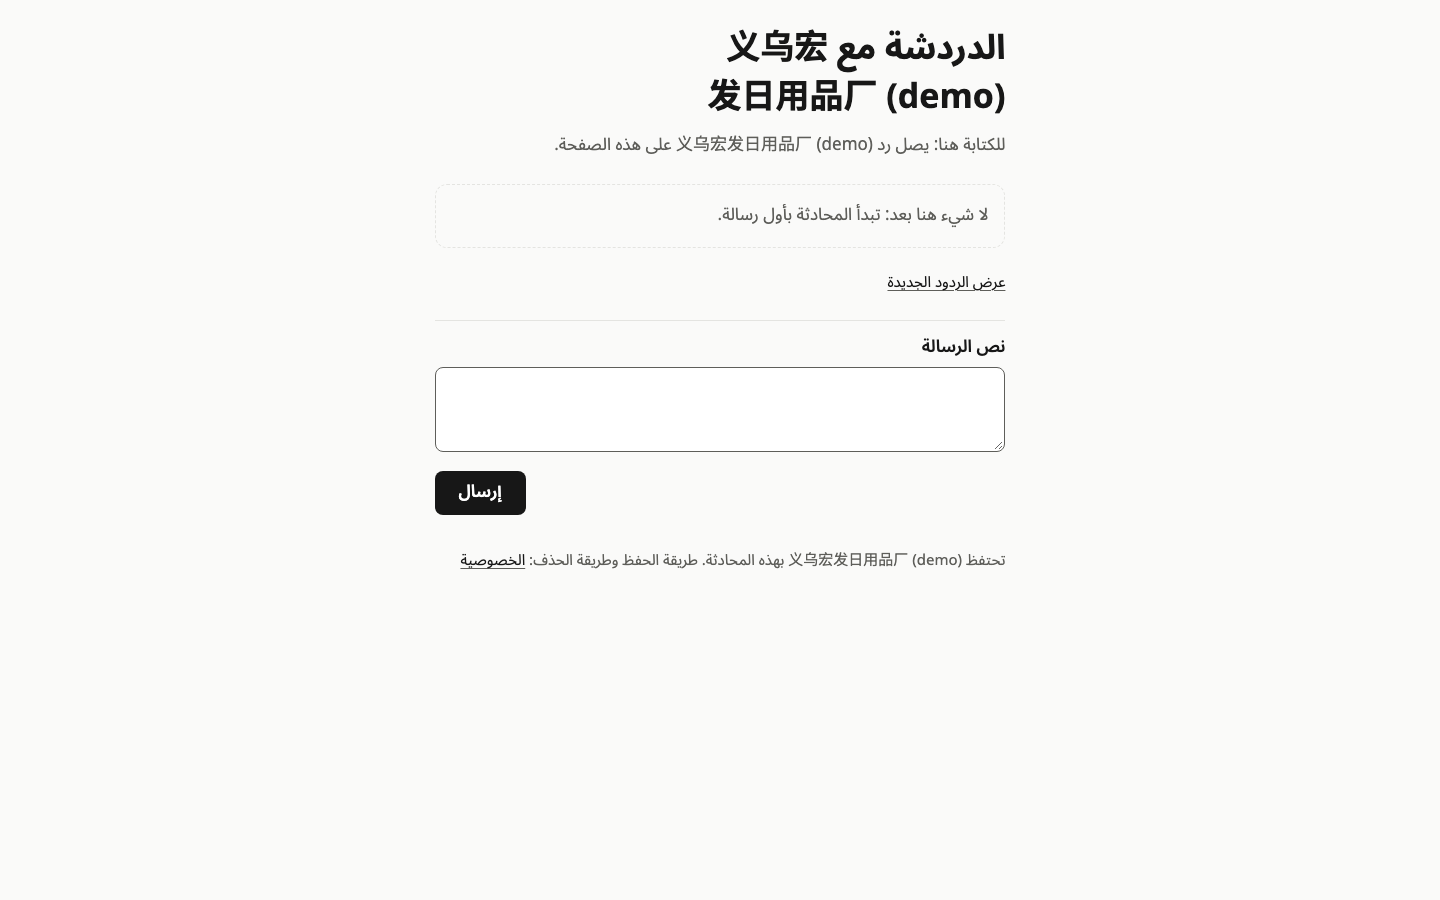 الدردشة مع 义乌宏
发日用品厂 (demo)
للكتابة هنا: يصل رد 义乌宏发日用品厂 (demo) على هذه الصفحة.
لا شيء هنا بعد: تبدأ المحادثة بأول رسالة.
عرض الردود الجديدة
نص الرسالة
إرسال
تحتفظ 义乌宏发日用品厂 (demo) بهذه المحادثة. طريقة الحفظ وطريقة الحذف: الخصوصية